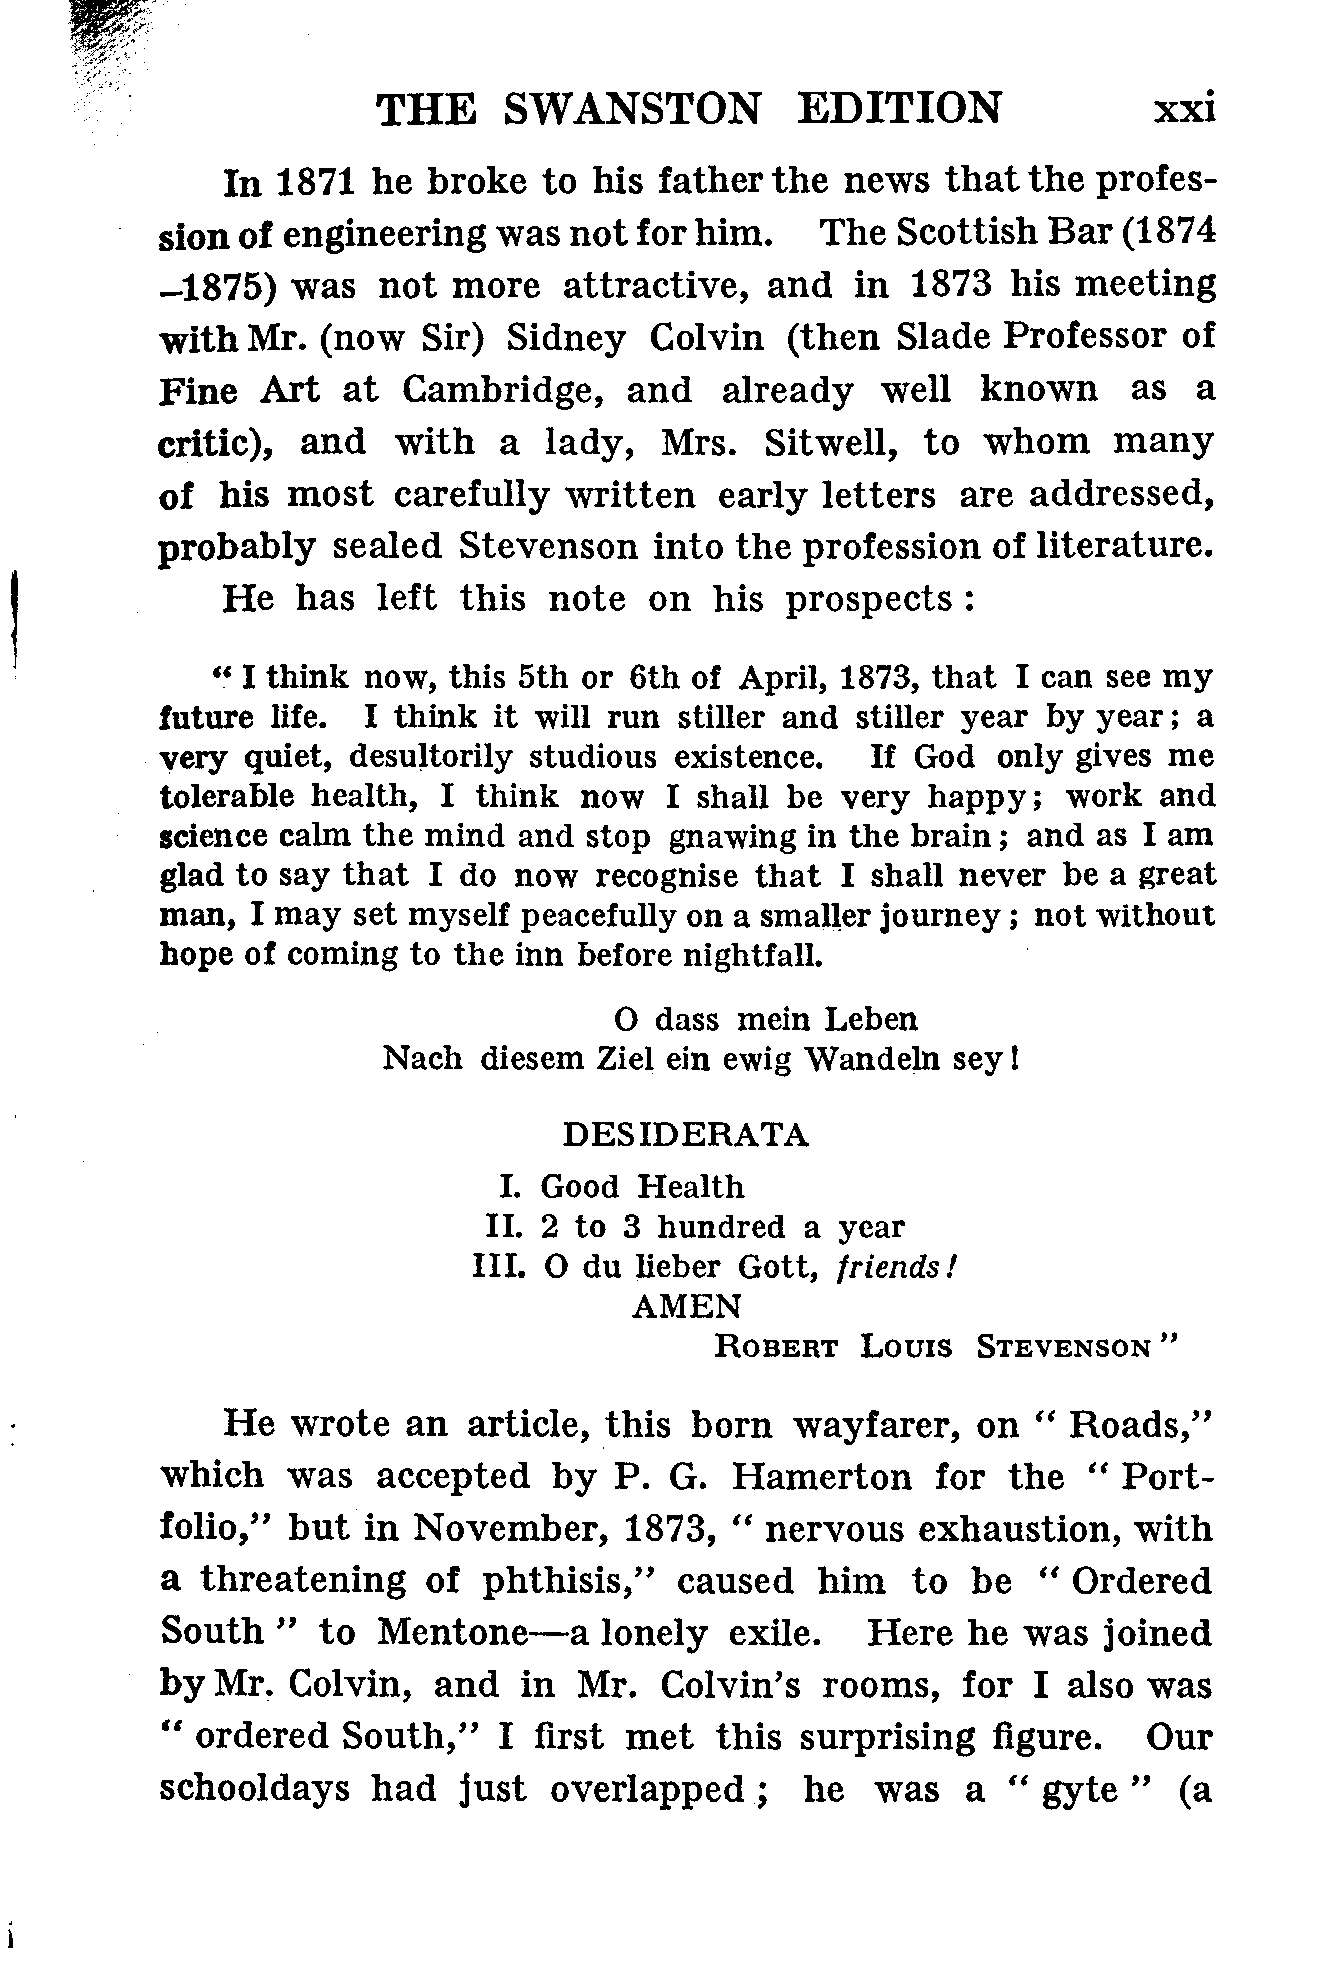 THE SWANSTON EDITION xxi
In 1871 he broke to his father the news that the profes-
sion of engineering was not for him. The Scottish Bar (1874
–1875) was not more attractive, and in 1873 his meeting
with Mr. (now Sir) Sidney Colvin (then Slade Professor of
Fine Art at Cambridge, and already well known as a
critic), and with a lady, Mrs. Sitwell, to whom many
of his most carefully written early letters are addressed,
probably sealed Stevenson into the profession of literature.
He has left this note on his prospects :
“ I think now, this 5th or 6th of April, 1873, that I can see my
future life. I think it will run stiller and stiller year by year ; a
very quiet, desultorily studious existence. If God only gives me
tolerable health, I think now I shall be very happy ; work and
science calm the mind and stop gnawing in the brain ; and as I am
glad to say that I do now recognise that I shall never be a great
man, I may set myself peacefully on a smaller journey ; not without
hope of coming to the inn before nightfall.
O dass mein Leben
Nach diesem Ziel ein ewig Wandeln sey !
DESIDERATA
I. Good Health
II. 2 to 3 hundred a year
III. O du lieber Gott, friends !
AMEN
ROBERT LOUIS STEVENSON ”
He wrote an article, this born wayfarer, on “ Roads,”
which was accepted by P. G. Hamerton for the “ Port-
folio,” but in November, 1873, “ nervous exhaustion, with
a threatening of phthisis,” caused him to be “ Ordered
South ” to Mentone—a lonely exile. Here he was joined
by Mr. Colvin, and in Mr. Colvin’s rooms, for I also was
“ ordered South,” I first met this surprising figure. Our
schooldays had just overlapped ; he was a “ gyte ” (a